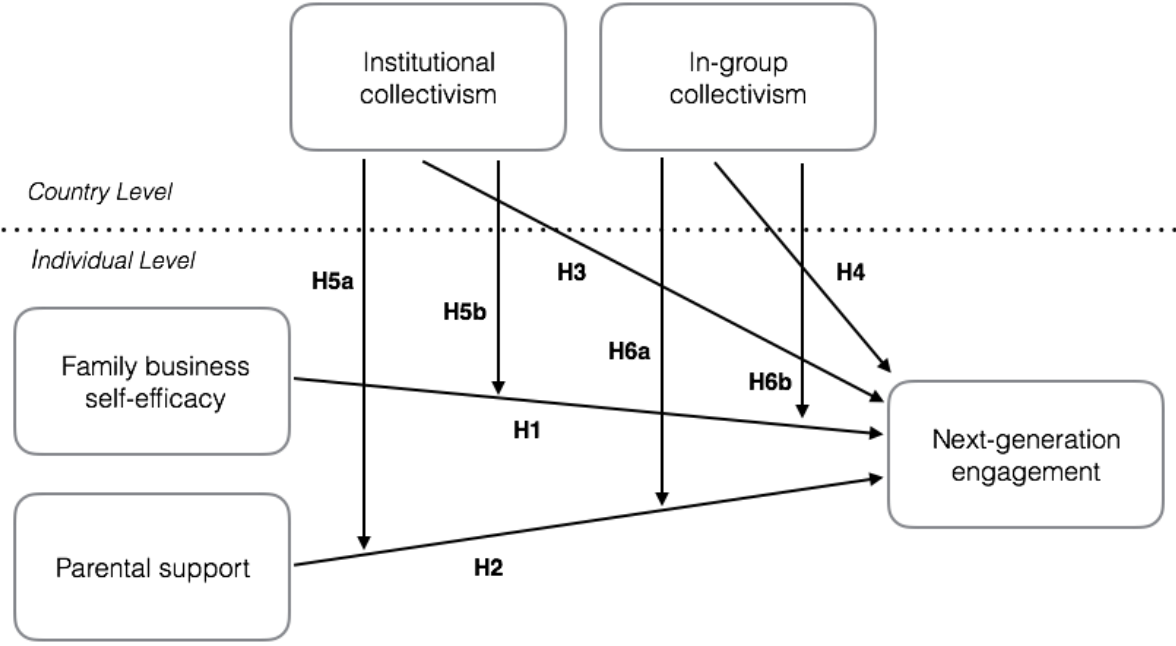 Institutional
collectivism
In-group
collectivism
Country Level
Individual Level
H5a
H5b
H3
H6a
H6b
H4
Family business
self-efficacy
H1
Next-generation
engagement
Parental support
H2